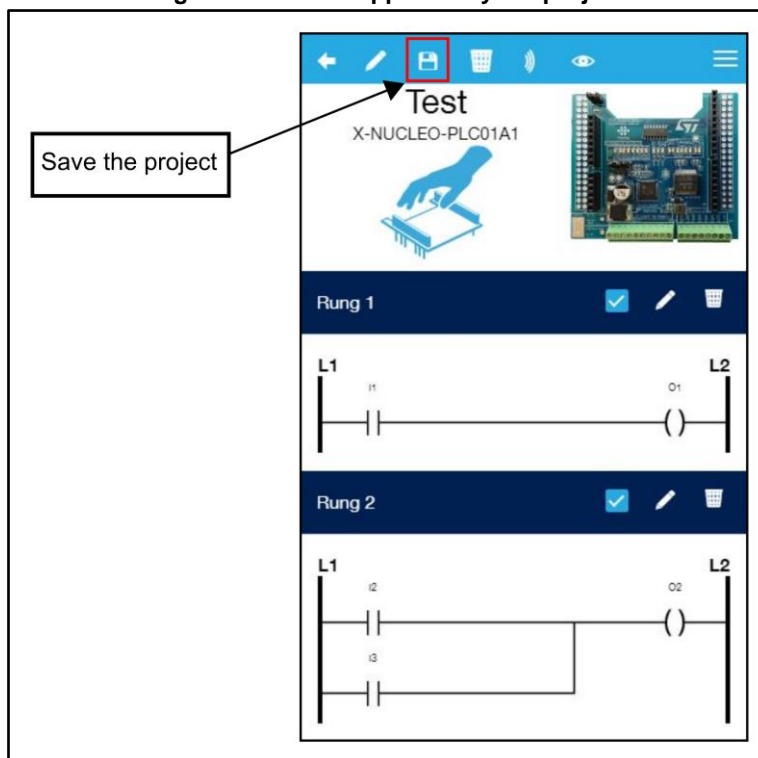 Save the project
Test
X-NUCLEO-PLC01A1
Rung 1
L1
L2
I1
O1
Rung 2
L1
L2
I2
O2
I3